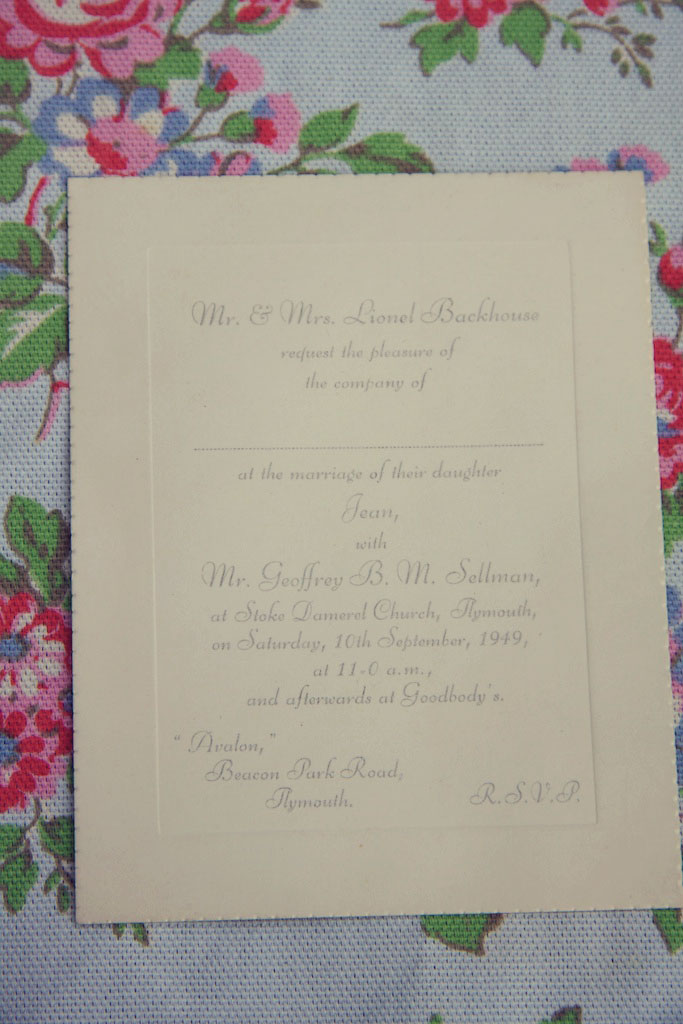 Mr. & Mrs. Lionel Backhouse
request the pleasure of
the company of
at the marriage of their daughter
Jean,
with
Mr. Geoffrey B. M. Sellman,
at Stoke Damerel Church, Plymouth,
on Saturday, 10th September, 1949,
at 11-0 a.m.,
and afterwards at Goodbody's.
“ Avalon, ”
Beacon Park Road,
Plymouth.
R.S.V.P.